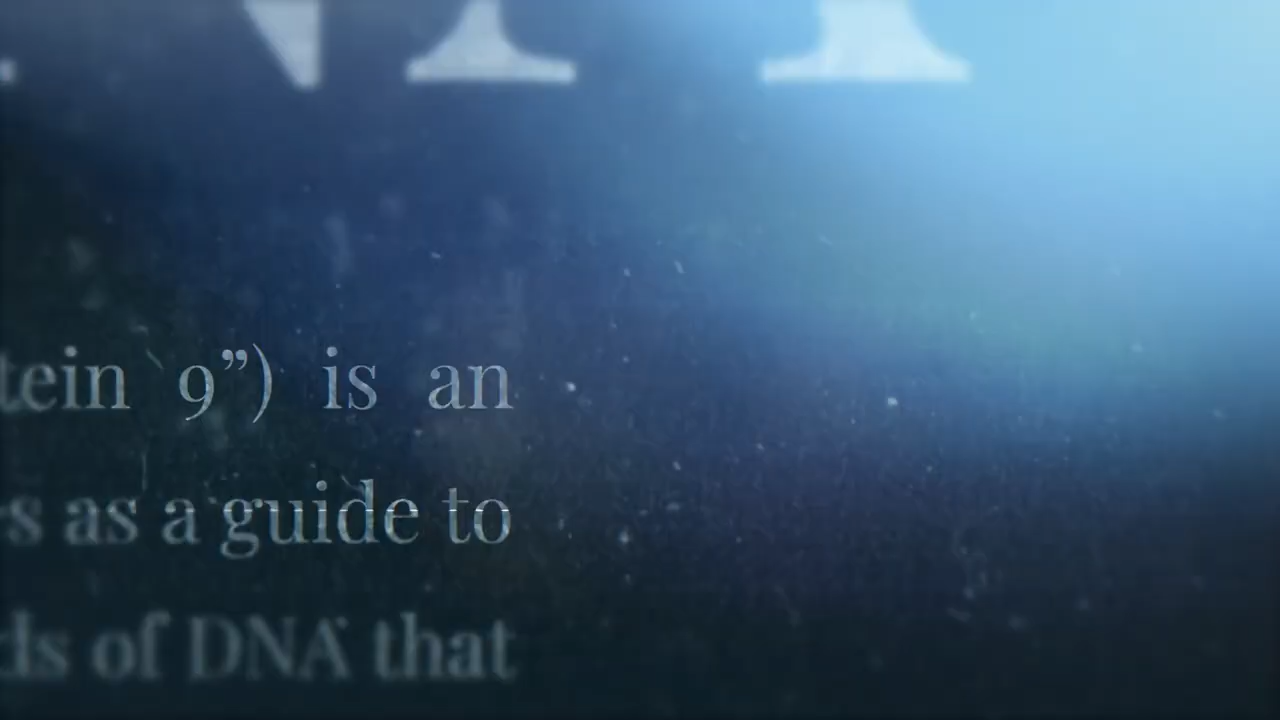 tein 9”) is an
s as a guide to
ds of DNA that